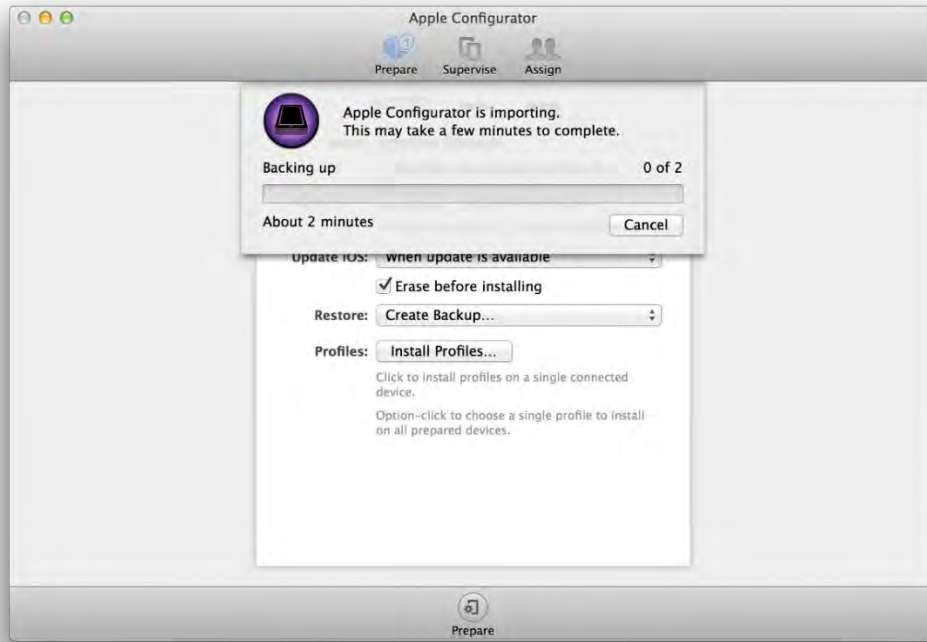 Apple Configurator
Prepare Supervise Assign
Apple Configurator is importing.
This may take a few minutes to complete.
Backing up 0 of 2
About 2 minutes Cancel
Update iOS: When update is available
Erase before installing
Restore: Create Backup...
Profiles: Install Profiles...
Click to install profiles on a single connected
device.
Option-click to choose a single profile to install
on all prepared devices.
Prepare